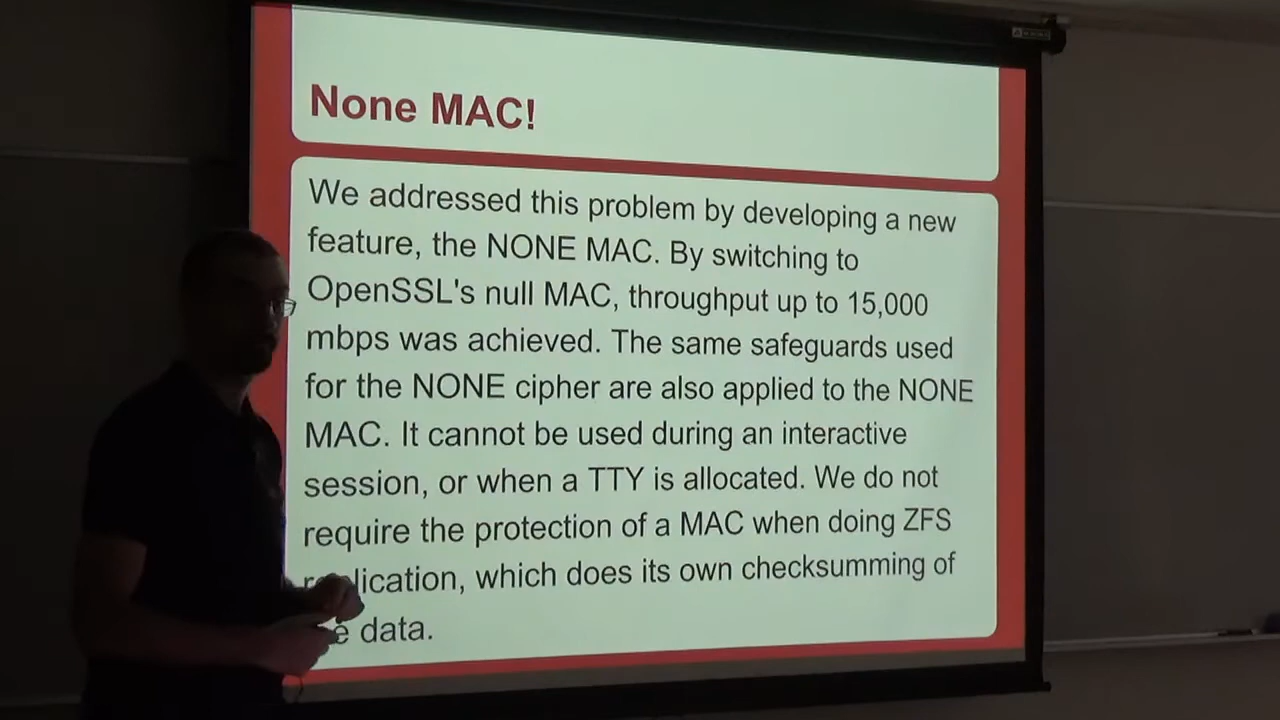 None MAC!
We addressed this problem by developing a new
feature, the NONE MAC. By switching to
OpenSSL's null MAC, throughput up to 15,000
mbps was achieved. The same safeguards used
for the NONE cipher are also applied to the NONE
MAC. It cannot be used during an interactive
session, or when a TTY is allocated. We do not
require the protection of a MAC when doing ZFS
which does its own checksumming of
data.